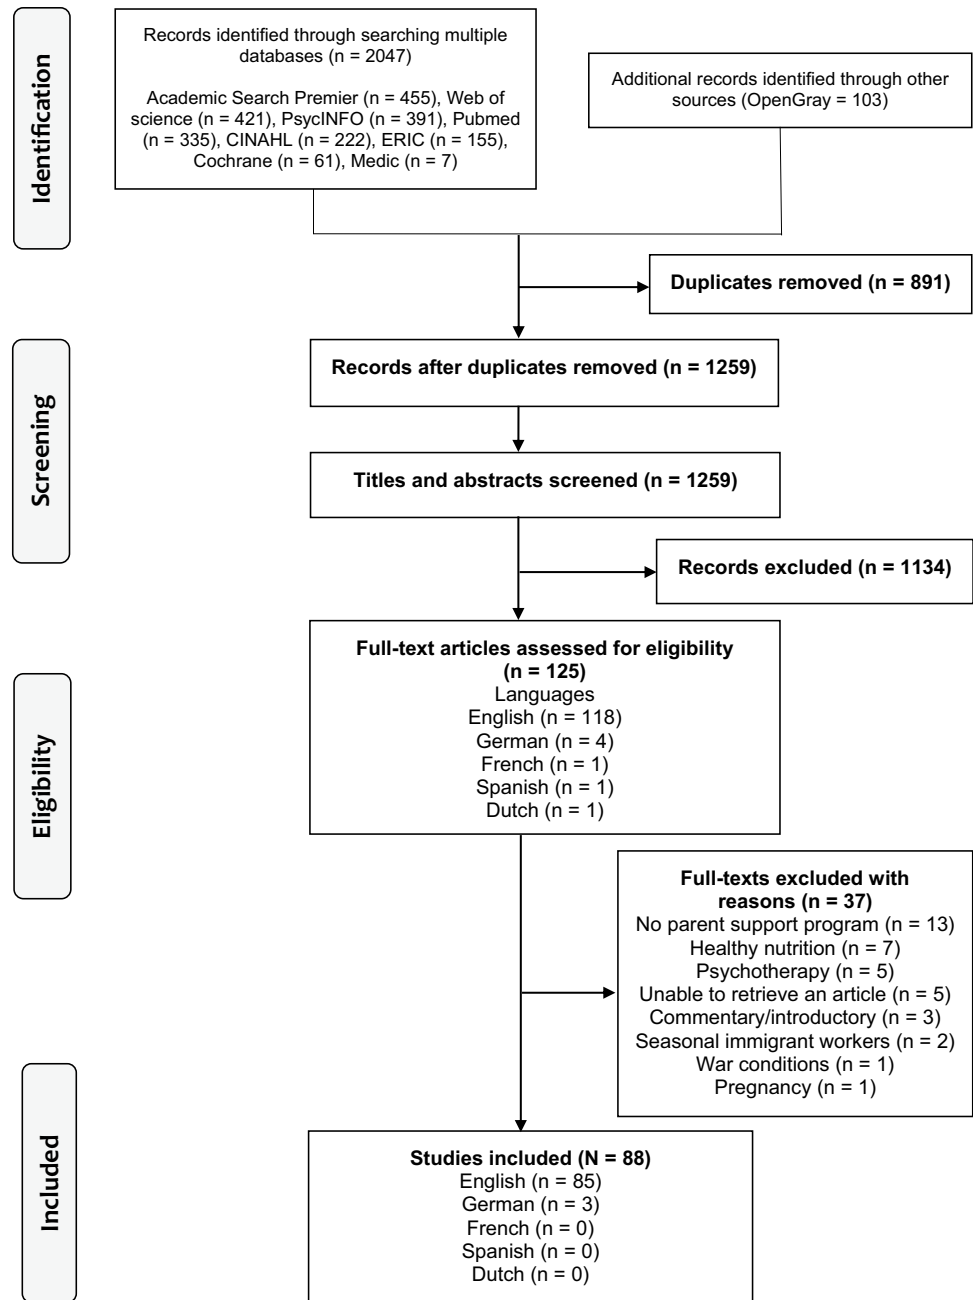 Identification
Records identified through searching multiple
databases (n = 2047)
Academic Search Premier (n = 455), Web of
science (n = 421), PsycINFO (n = 391), Pubmed
(n = 335), CINAHL (n = 222), ERIC (n = 155),
Cochrane (n = 61), Medic (n = 7)
Additional records identified through other
sources (OpenGray = 103)
Duplicates removed (n = 891)
Screening
Records after duplicates removed (n = 1259)
Titles and abstracts screened (n = 1259)
Records excluded (n = 1134)
Eligibility
Full-text articles assessed for eligibility
(n = 125)
Languages
English (n = 118)
German (n = 4)
French (n = 1)
Spanish (n = 1)
Dutch (n = 1)
Full-texts excluded with
reasons (n = 37)
No parent support program (n = 13)
Healthy nutrition (n = 7)
Psychotherapy (n = 5)
Unable to retrieve an article (n = 5)
Commentary/introductory (n = 3)
Seasonal immigrant workers (n = 2)
War conditions (n = 1)
Pregnancy (n = 1)
Included
Studies included (N = 88)
English (n = 85)
German (n = 3)
French (n = 0)
Spanish (n = 0)
Dutch (n = 0)